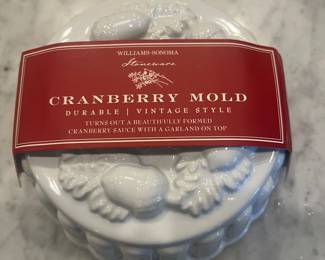 WILLIAMS-SONOMA
Stoneware
CRANBERRY MOLD
DURABLE | VINTAGE STYLE
TURNS OUT A BEAUTIFULLY FORMED
CRANBERRY SAUCE WITH A GARLAND ON TOP